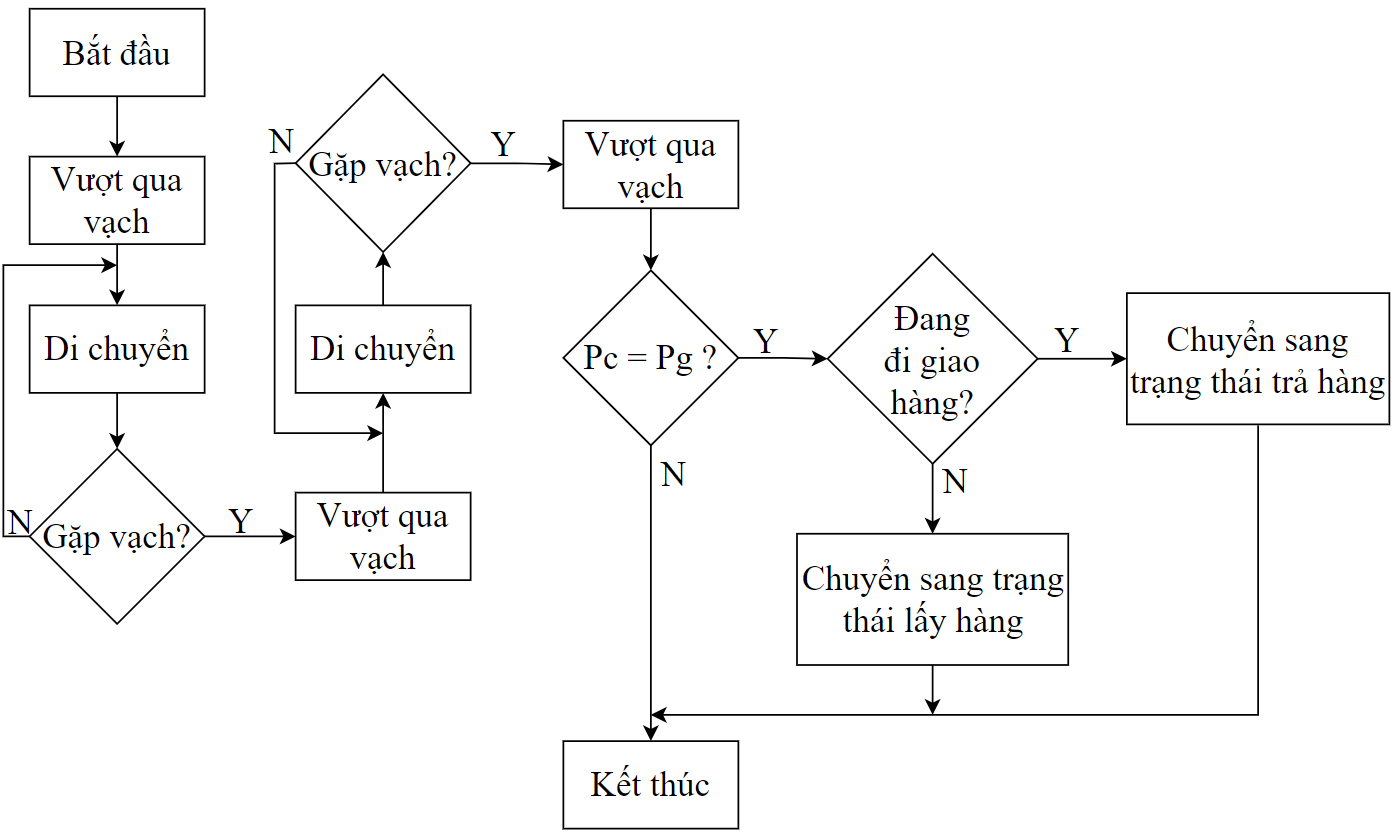 Bắt đầu
Vượt qua
vạch
Di chuyển
Gặp vạch?
N
Y
Vượt qua
vạch
Di chuyển
Gặp vạch?
N
Y
Vượt qua
vạch
Pc = Pg ?
Y
N
Đang
đi giao
hàng?
Y
N
Chuyển sang
trạng thái trả hàng
Chuyển sang trạng
thái lấy hàng
Kết thúc